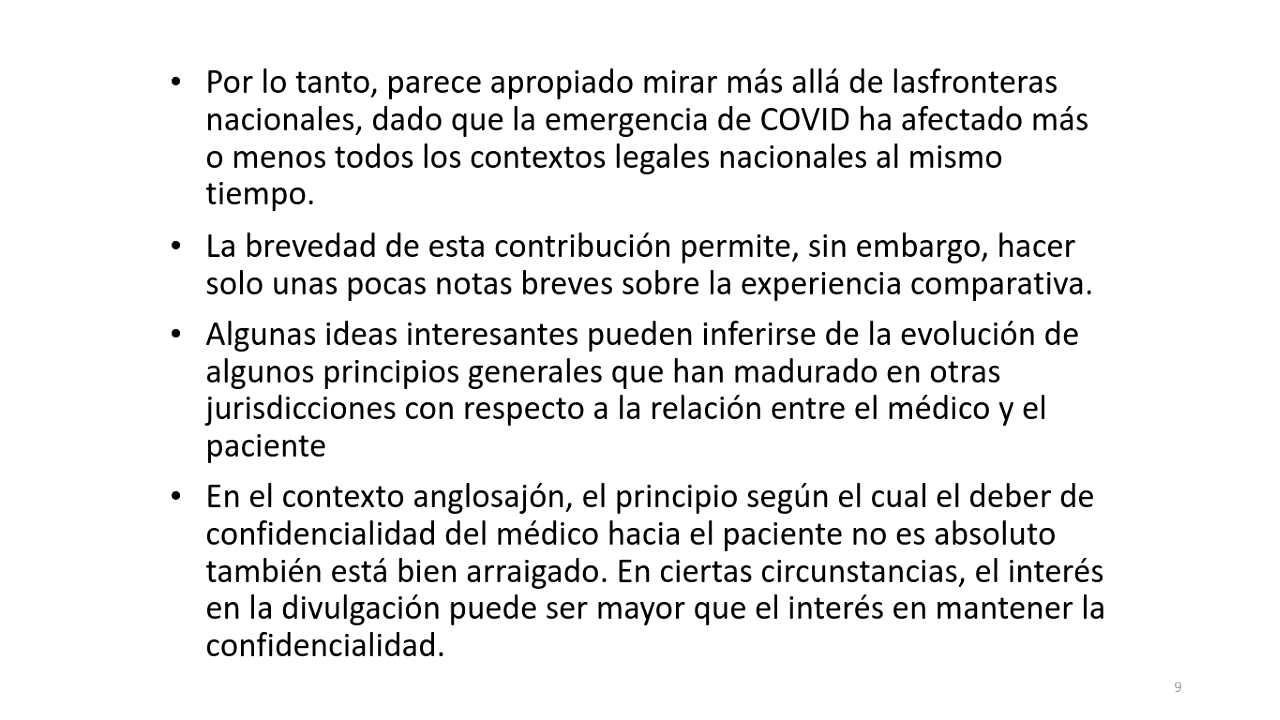 • Por lo tanto, parece apropiado mirar más allá de lasfronteras
nacionales, dado que la emergencia de COVID ha afectado más
o menos todos los contextos legales nacionales al mismo
tiempo.
• La brevedad de esta contribución permite, sin embargo, hacer
solo unas pocas notas breves sobre la experiencia comparativa.
• Algunas ideas interesantes pueden inferirse de la evolución de
algunos principios generales que han madurado en otras
jurisdicciones con respecto a la relación entre el médico y el
paciente
• En el contexto anglosajón, el principio según el cual el deber de
confidencialidad del médico hacia el paciente no es absoluto
también está bien arraigado. En ciertas circunstancias, el interés
en la divulgación puede ser mayor que el interés en mantener la
confidencialidad.
9